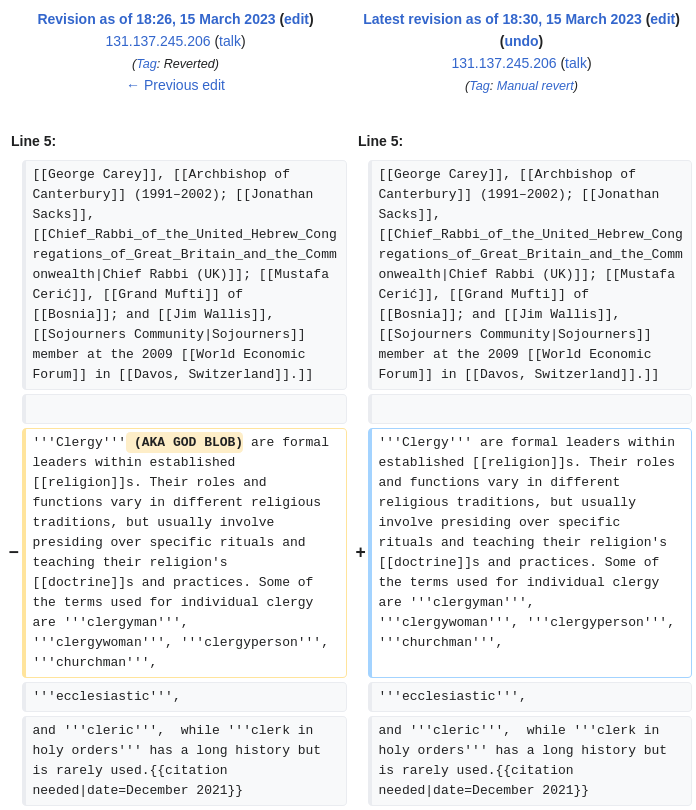 Revision as of 18:26, 15 March 2023 (edit)
131.137.245.206 (talk)
(Tag: Reverted)
← Previous edit
Latest revision as of 18:30, 15 March 2023 (edit)
(undo)
131.137.245.206 (talk)
(Tag: Manual revert)
Line 5:
[[George Carey]], [[Archbishop of
Canterbury]] (1991–2002); [[Jonathan
Sacks]],
[[Chief_Rabbi_of_the_United_Hebrew_Cong
regations_of_Great_Britain_and_the_Comm
onwealth|Chief Rabbi (UK)]]; [[Mustafa
Cerić]], [[Grand Mufti]] of
[[Bosnia]]; and [[Jim Wallis]],
[[Sojourners Community|Sojourners]]
member at the 2009 [[World Economic
Forum]] in [[Davos, Switzerland]].]]
− '''Clergy''' (AKA GOD BLOB) are formal
leaders within established
[[religion]]s. Their roles and
functions vary in different religious
traditions, but usually involve
presiding over specific rituals and
teaching their religion's
[[doctrine]]s and practices. Some of
the terms used for individual clergy
are '''clergyman''',
'''clergywoman''', '''clergyperson''',
'''churchman''',
'''ecclesiastic''',
and '''cleric''',  while '''clerk in
holy orders''' has a long history but
is rarely used.{{citation
needed|date=December 2021}}
Line 5:
[[George Carey]], [[Archbishop of
Canterbury]] (1991–2002); [[Jonathan
Sacks]],
[[Chief_Rabbi_of_the_United_Hebrew_Cong
regations_of_Great_Britain_and_the_Comm
onwealth|Chief Rabbi (UK)]]; [[Mustafa
Cerić]], [[Grand Mufti]] of
[[Bosnia]]; and [[Jim Wallis]],
[[Sojourners Community|Sojourners]]
member at the 2009 [[World Economic
Forum]] in [[Davos, Switzerland]].]]
+ '''Clergy''' are formal leaders within
established [[religion]]s. Their roles
and functions vary in different
religious traditions, but usually
involve presiding over specific
rituals and teaching their religion's
[[doctrine]]s and practices. Some of
the terms used for individual clergy
are '''clergyman''',
'''clergywoman''', '''clergyperson''',
'''churchman''',
'''ecclesiastic''',
and '''cleric''',  while '''clerk in
holy orders''' has a long history but
is rarely used.{{citation
needed|date=December 2021}}